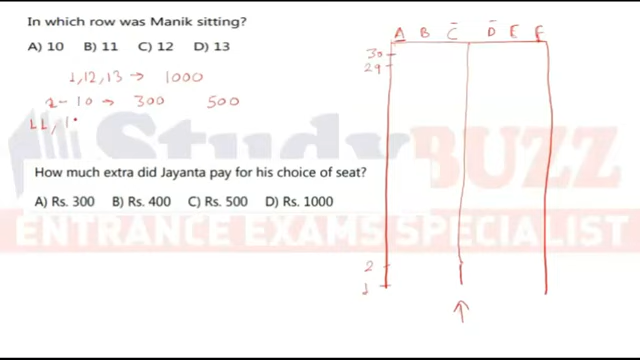 In which row was Manik sitting?
A) 10 B) 11 C) 12 D) 13
1,12,13 → 1000
2-10 → 300 500
11, 1
How much extra did Jayanta pay for his choice of seat?
A) Rs. 300 B) Rs. 400 C) Rs. 500 D) Rs. 1000
A B C D E F
30
29
2
1
StudyBUZZ
ENTRANCE EXAMS SPECIALIST